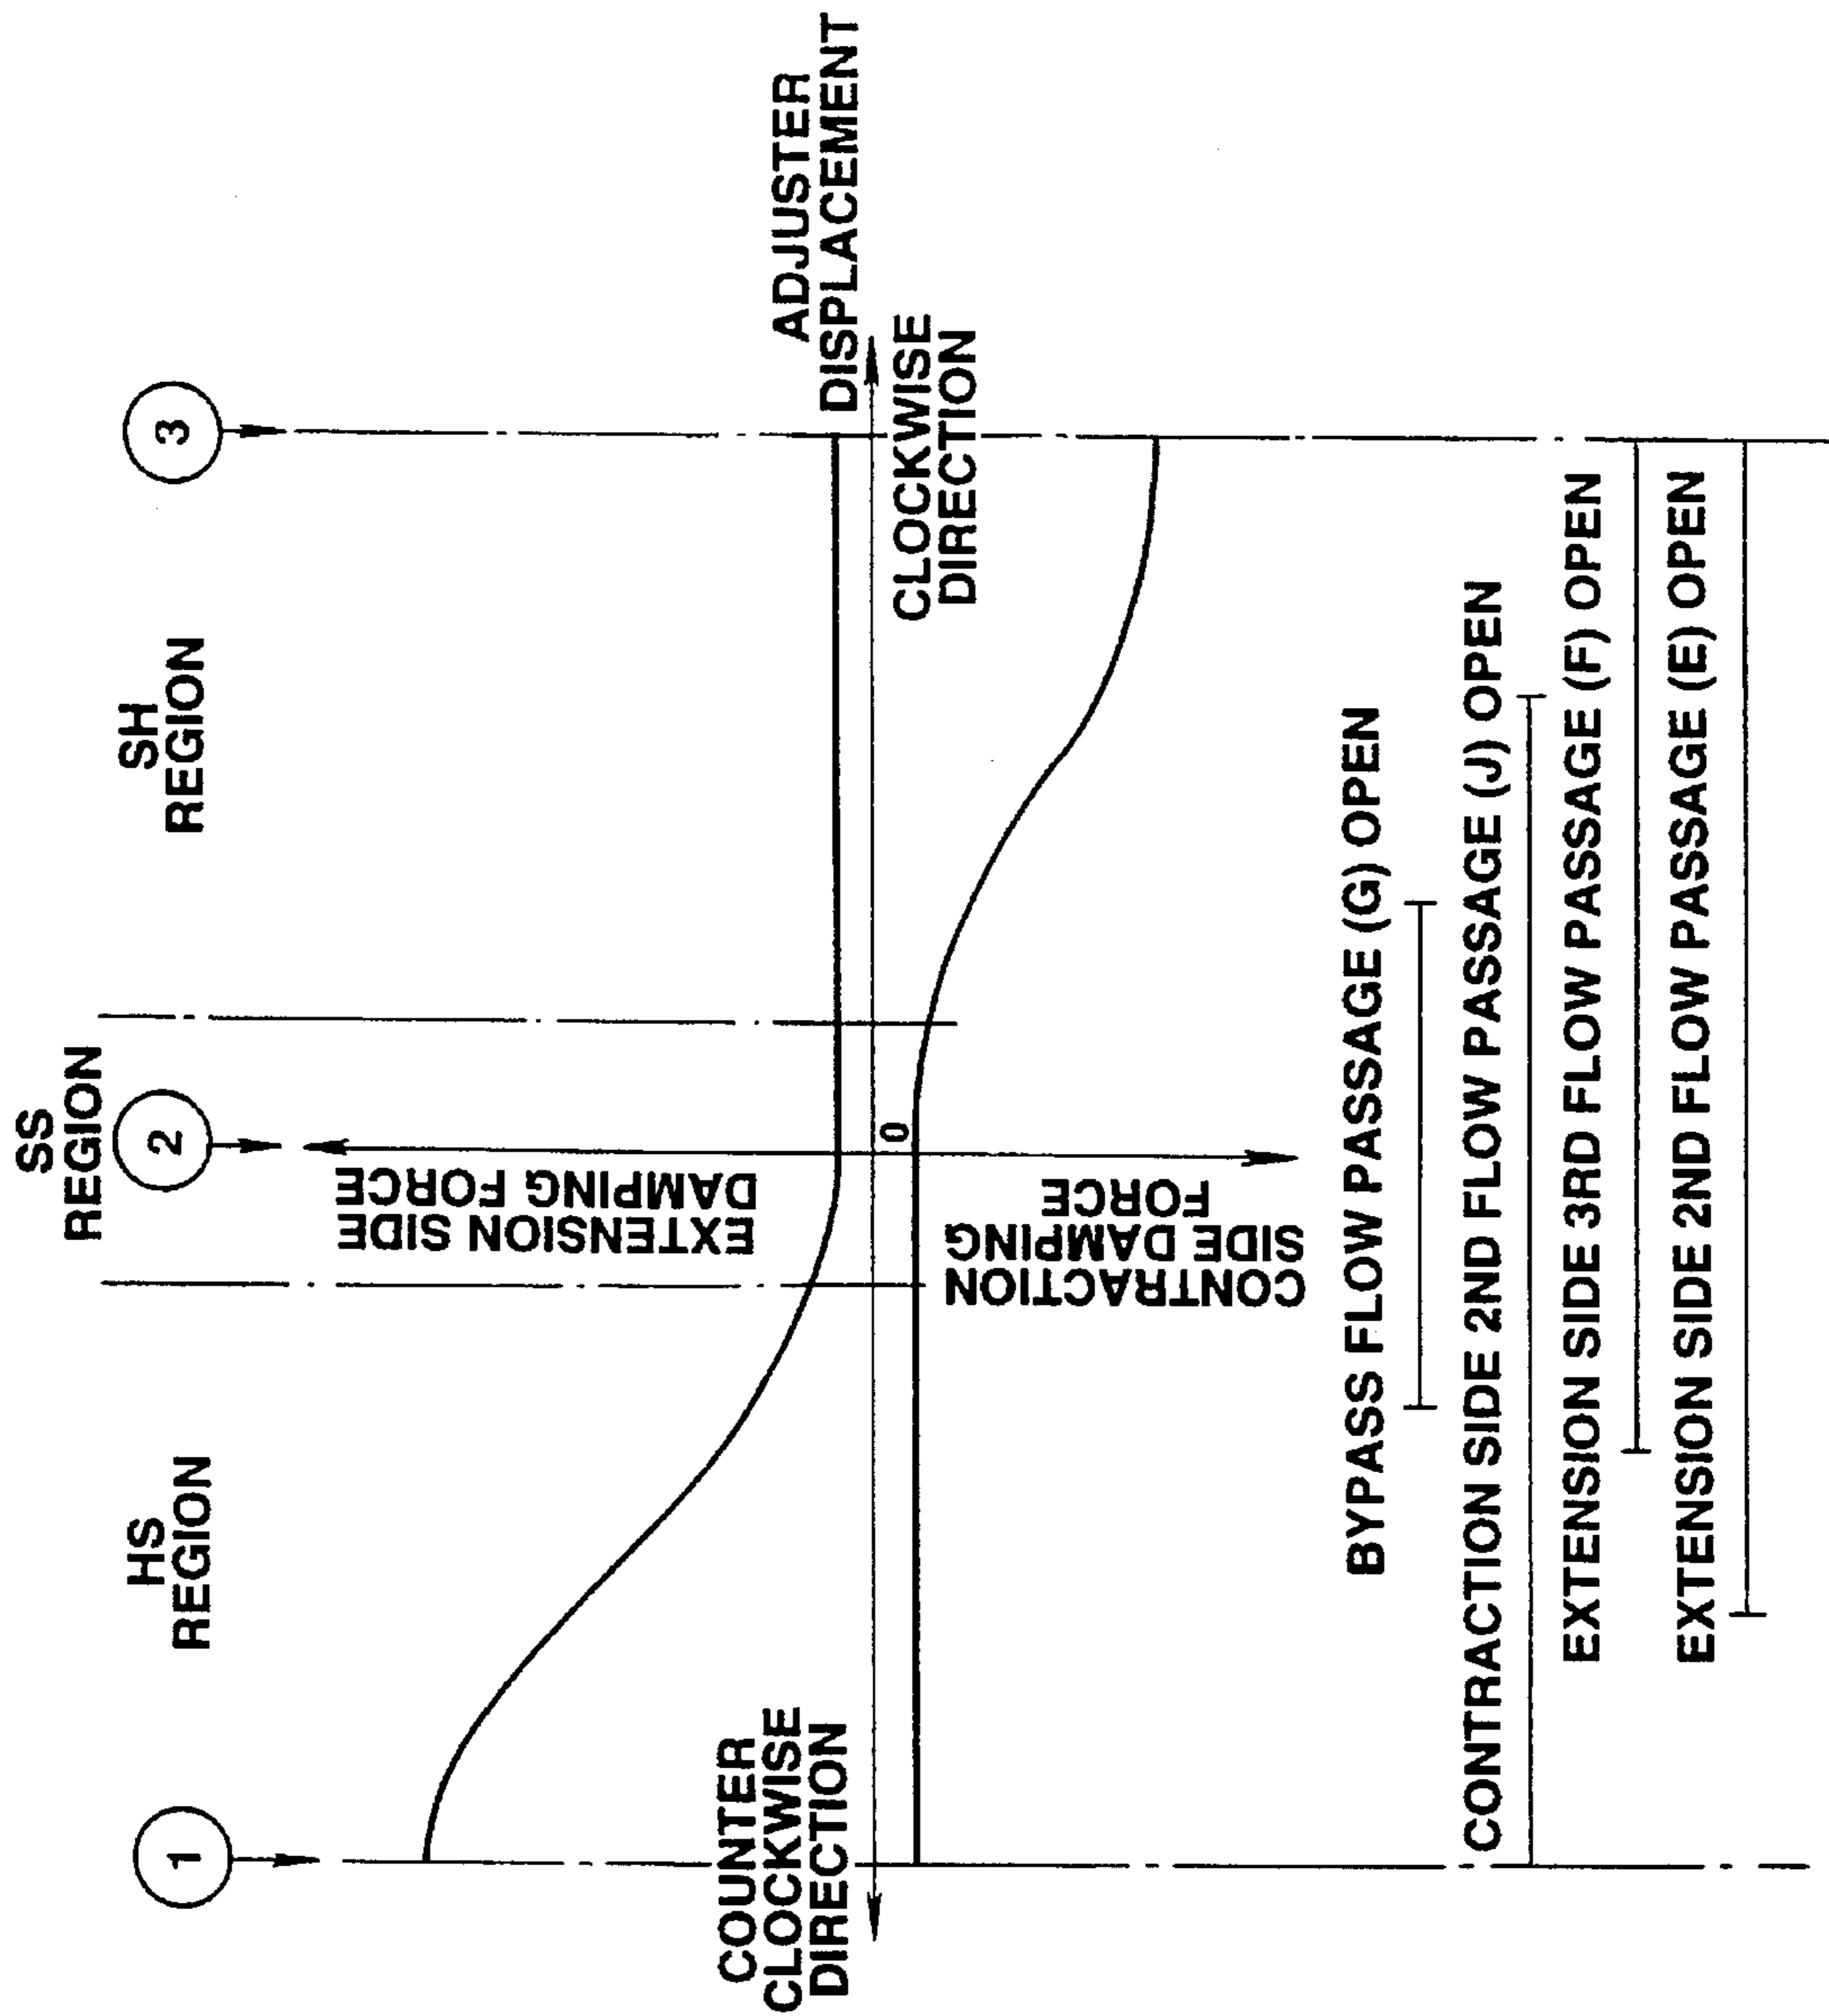 SS
REGION
HS
REGION
SH
REGION
1
2
3
EXTENSION SIDE
DAMPING FORCE
ADJUSTER
DISPLACEMENT
COUNTER
CLOCKWISE
DIRECTION
0
CLOCKWISE
DIRECTION
CONTRACTION
SIDE DAMPING
FORCE
BYPASS FLOW PASSAGE (G) OPEN
CONTRACTION SIDE 2ND FLOW PASSAGE (J) OPEN
EXTENSION SIDE 3RD FLOW PASSAGE (F) OPEN
EXTENSION SIDE 2ND FLOW PASSAGE (E) OPEN